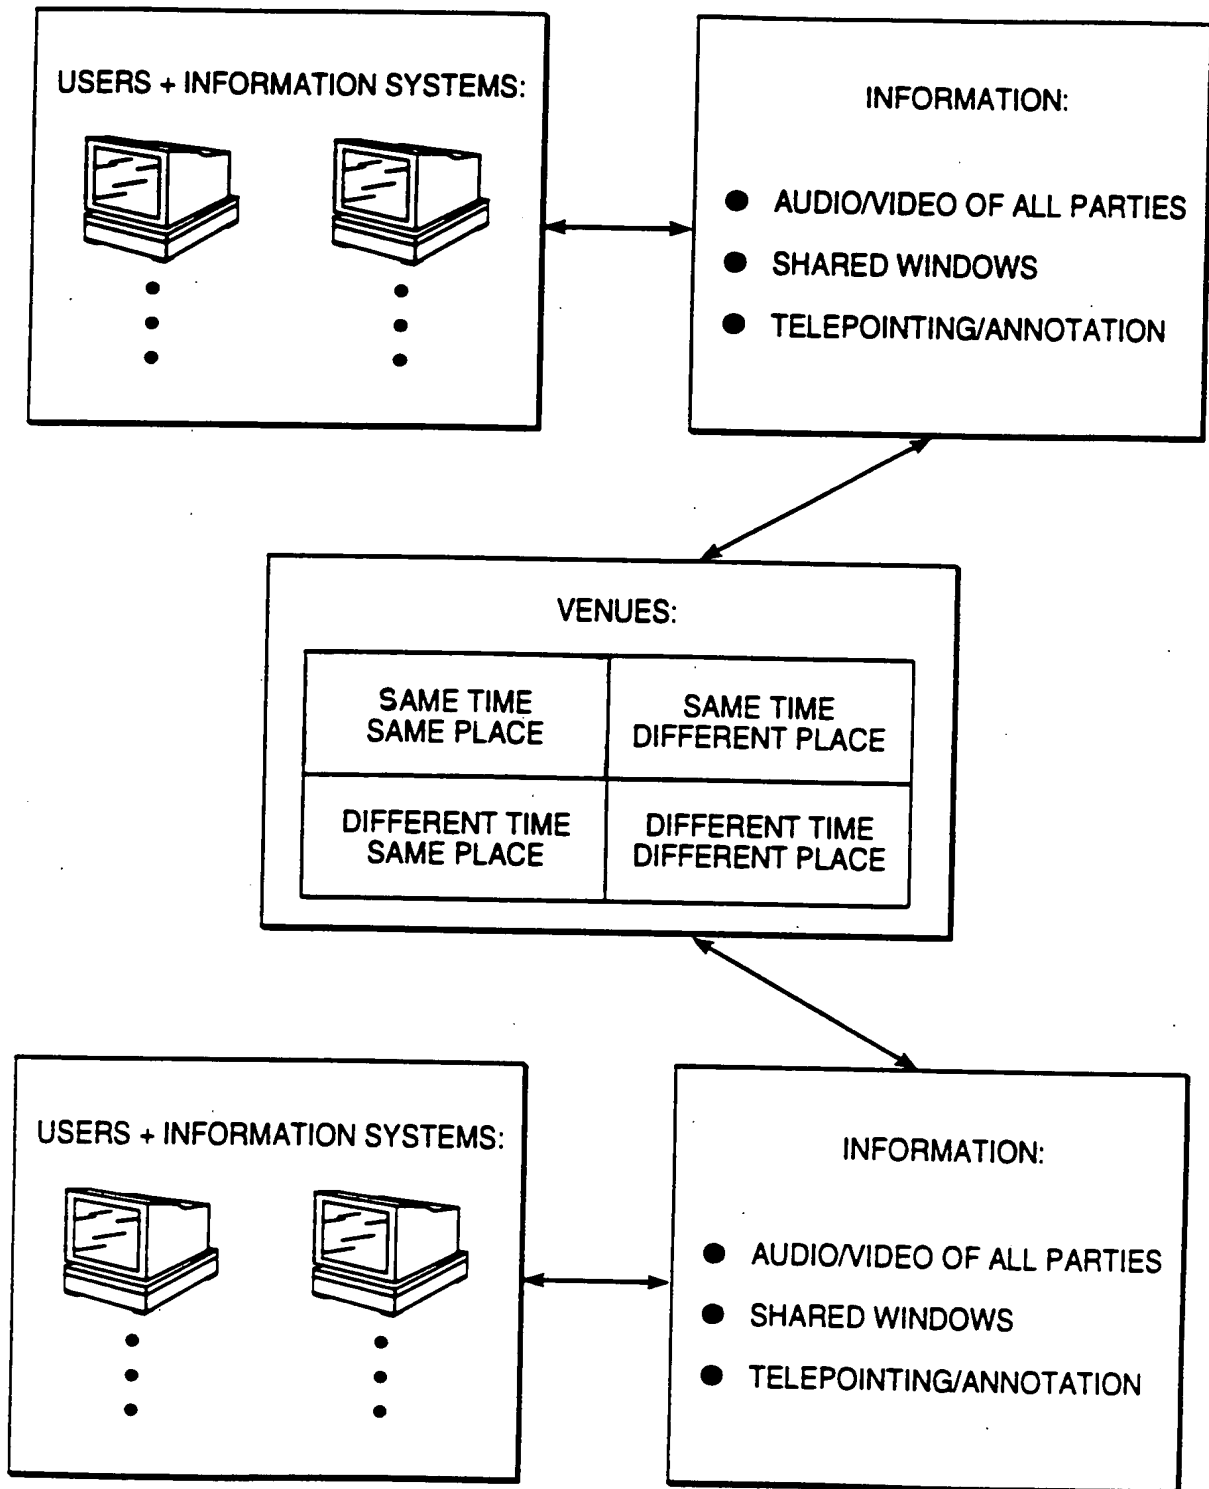 USERS + INFORMATION SYSTEMS:
INFORMATION:
● AUDIO/VIDEO OF ALL PARTIES
● SHARED WINDOWS
● TELEPOINTING/ANNOTATION
VENUES:
SAME TIME
SAME PLACE
SAME TIME
DIFFERENT PLACE
DIFFERENT TIME
SAME PLACE
DIFFERENT TIME
DIFFERENT PLACE
USERS + INFORMATION SYSTEMS:
INFORMATION:
● AUDIO/VIDEO OF ALL PARTIES
● SHARED WINDOWS
● TELEPOINTING/ANNOTATION